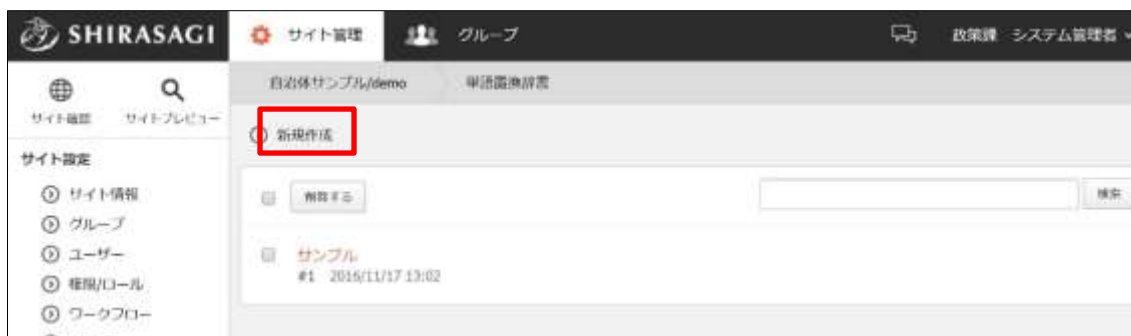 SHIRASAGI サイト管理 グループ 政策課 システム管理者
自治体サンプル/demo 単語置換辞書
サイト確認 サイトプレビュー
新規作成
サイト設定
サイト情報
削除する 検索
グループ
ユーザー
サンプル
#1 2016/11/17 13:02
権限/ロール
ワークフロー